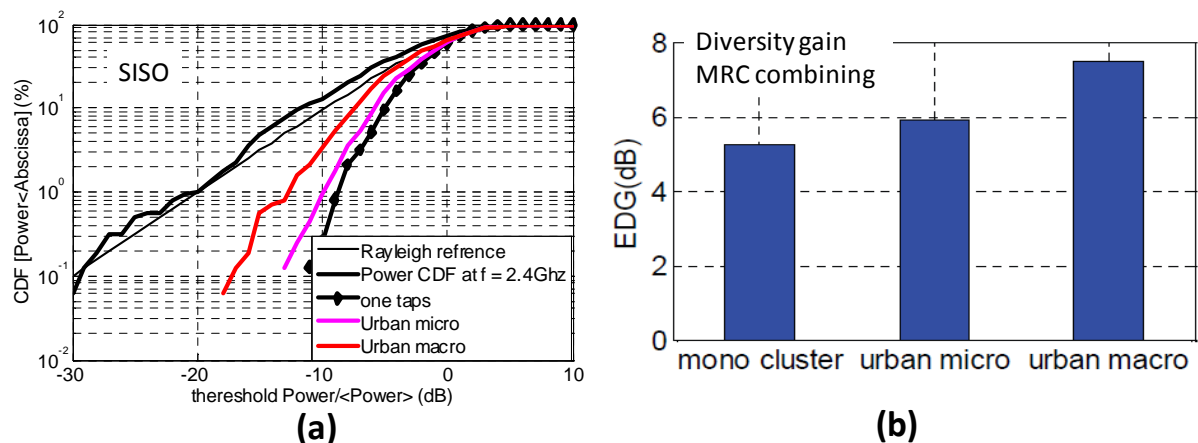 SISO
CDF [Power<Abscissa] (%)
10^2
10^1
10^0
10^-1
10^-2
-30
-20
-10
0
10
thereshold Power/<Power> (dB)
Rayleigh refrence
Power CDF at f = 2.4Ghz
one taps
Urban micro
Urban macro
(a)
Diversity gain
MRC combining
EDG(dB)
8
6
4
2
0
mono cluster
urban micro
urban macro
(b)